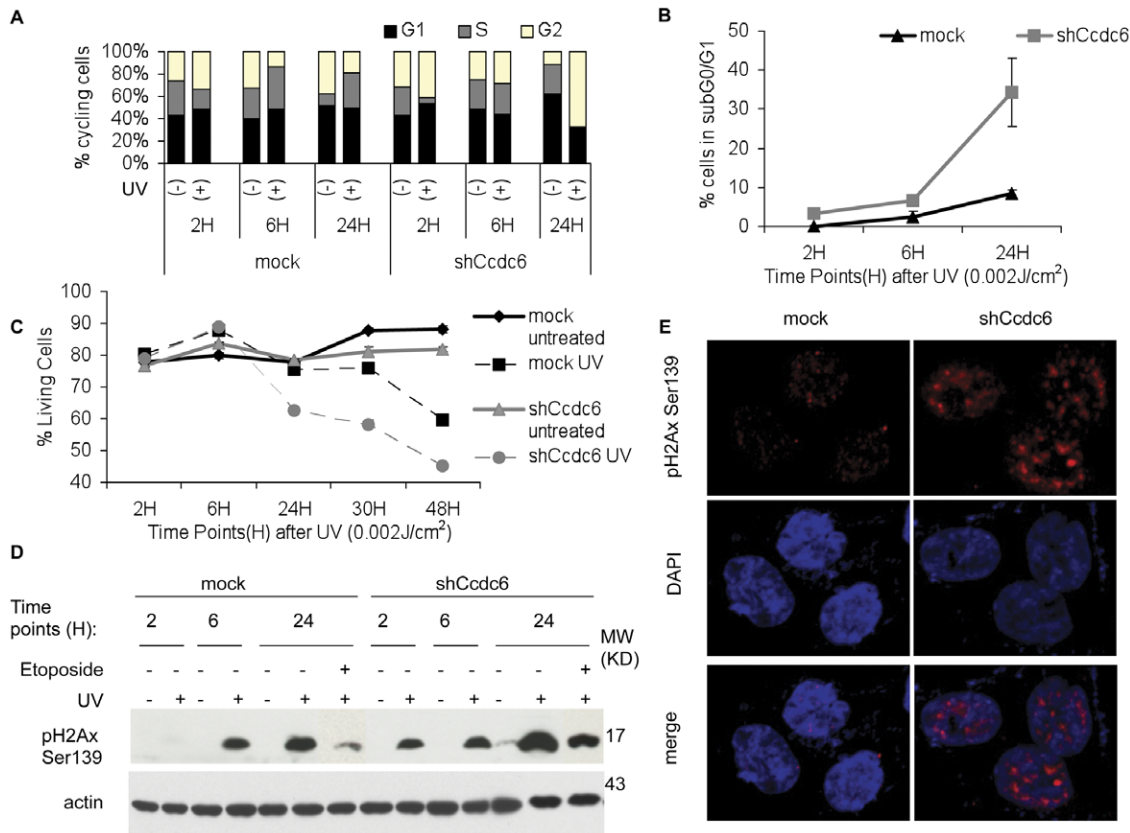 A
G1 S G2
% cycling cells
100%
80%
60%
40%
20%
0%
UV (-) (+) (-) (+) (-) (+) (-) (+) (-) (+) (-) (+)
2H 6H 24H 2H 6H 24H
mock shCcdc6
B
mock shCcdc6
% cells in subG0/G1
50
40
30
20
10
0
2H 6H 24H
Time Points(H) after UV (0.002J/cm²)
C
% Living Cells
100
90
80
70
60
50
40
2H 6H 24H 30H 48H
Time Points(H) after UV (0.002J/cm²)
mock
untreated
mock UV
shCcdc6
untreated
shCcdc6 UV
D
mock shCcdc6
Time
points (H): 2 6 24 2 6 24
MW
(KD)
Etoposide - - - - - - + - - - - - - +
UV - + - + - + + - + - + - + +
pH2Ax
Ser139
17
43
actin
E
mock shCcdc6
pH2Ax Ser139
DAPI
merge